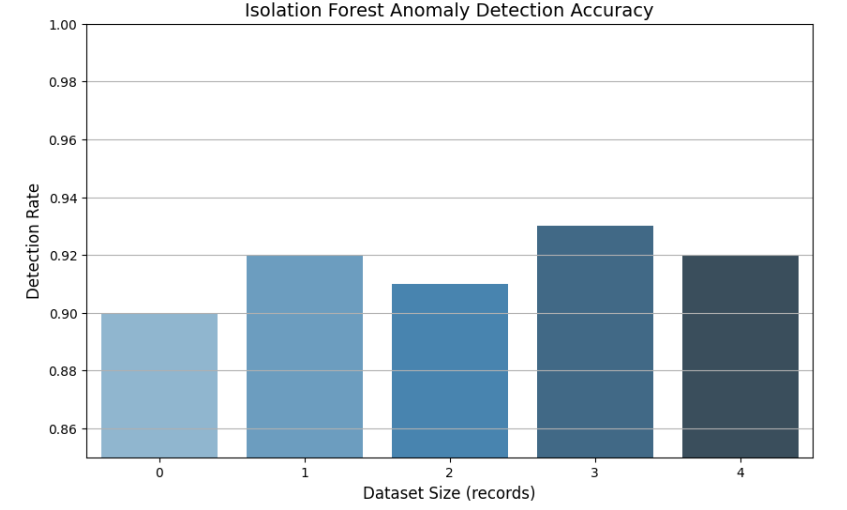 Isolation Forest Anomaly Detection Accuracy
1.00
0.98
0.96
0.94
0.92
0.90
0.88
0.86
Detection Rate
0 1 2 3 4
Dataset Size (records)